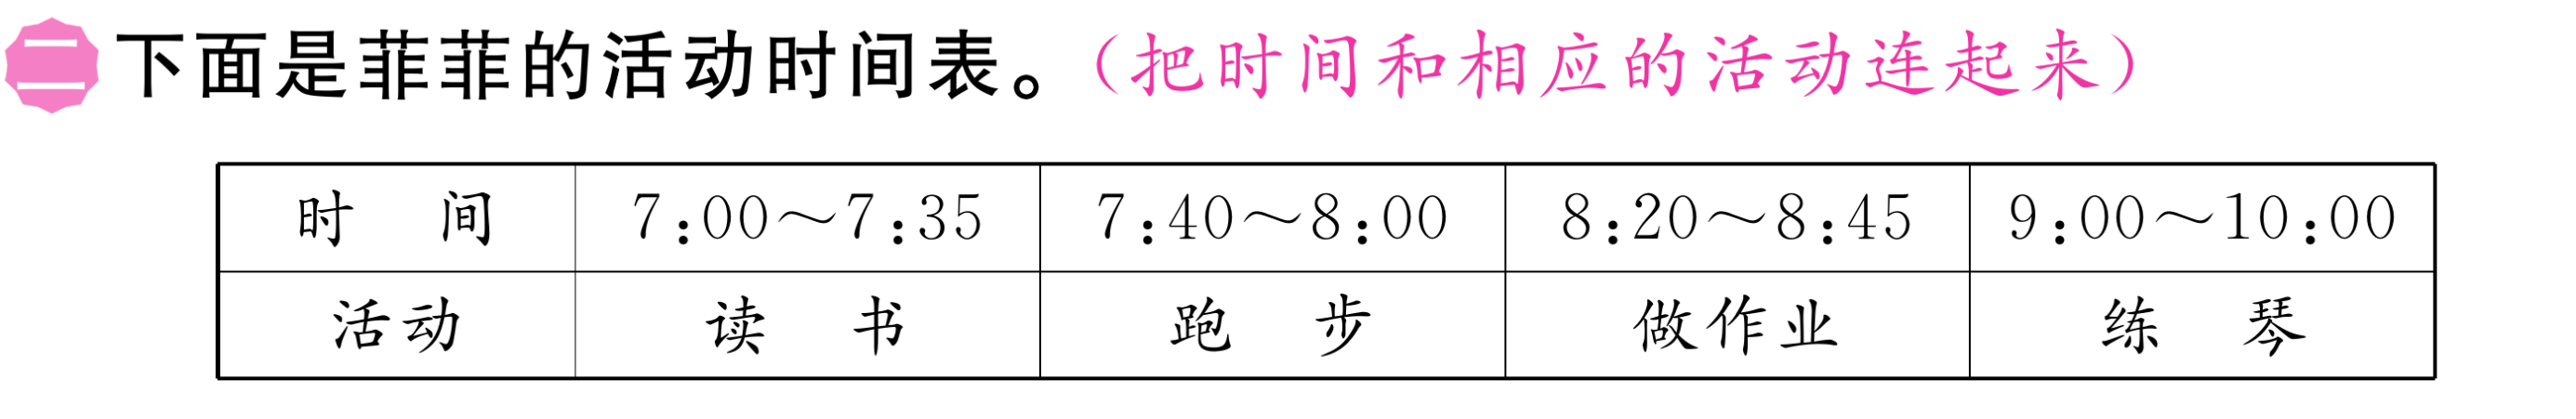 二 下面是菲菲的活动时间表。(把时间和相应的活动连起来)
时 间 7:00～7:35 7:40～8:00 8:20～8:45 9:00～10:00
活动 读 书 跑 步 做作业 练 琴